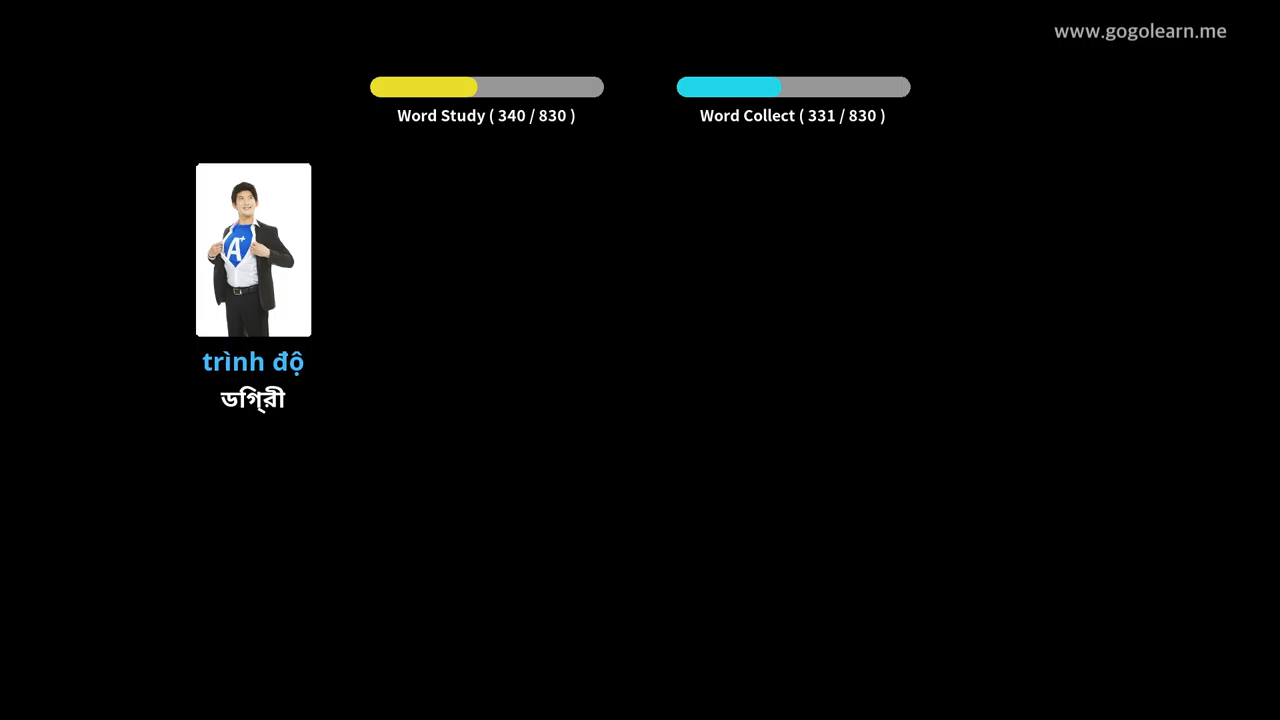 www.gogolearn.me
Word Study ( 340 / 830 )
Word Collect ( 331 / 830 )
A+
trình độ
ডিগ্রী